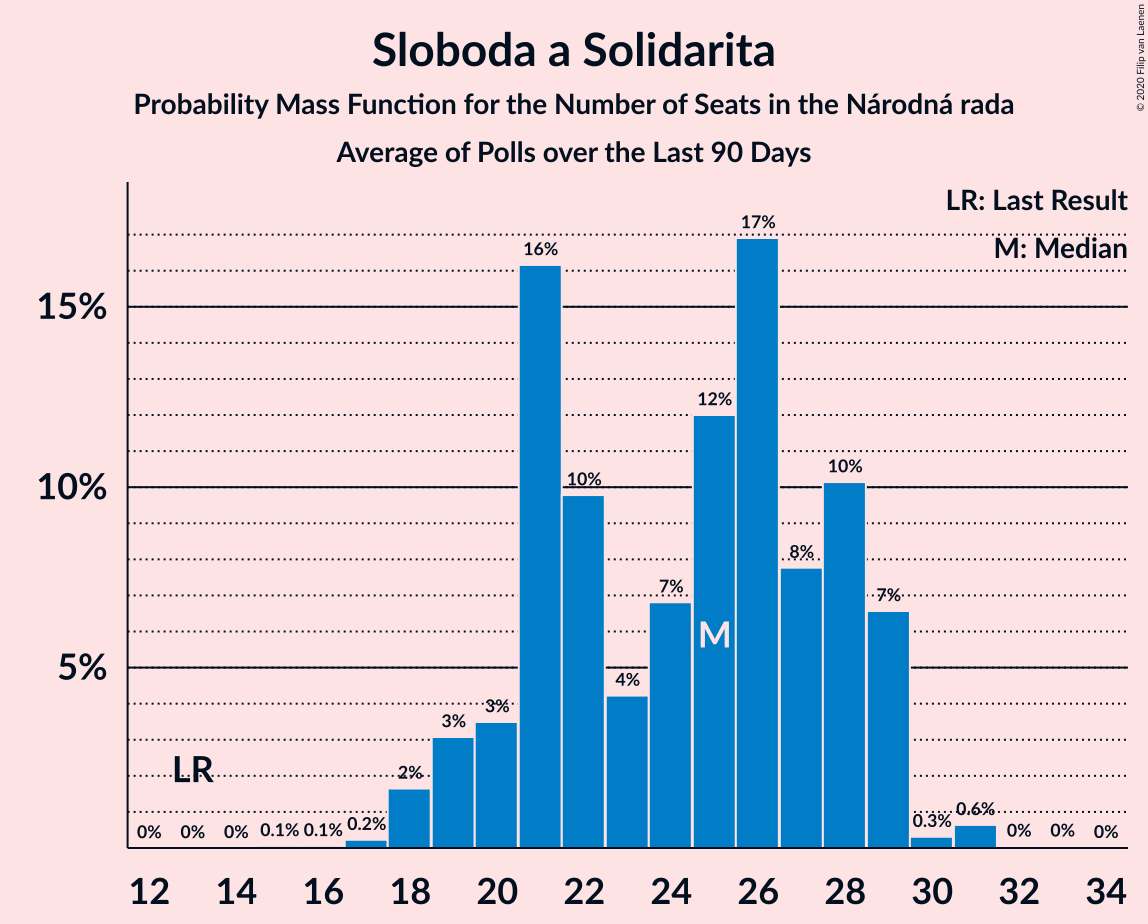 Sloboda a Solidarita
Probability Mass Function for the Number of Seats in the Národná rada
Average of Polls over the Last 90 Days
© 2020 Filip van Laenen
LR: Last Result
M: Median
15%
10%
5%
0% 0% 0% 0.1% 0.1% 0.2% 2% 3% 3% 16% 10% 4% 7% 12% 17% 8% 10% 7% 0.3% 0.6% 0% 0% 0%
LR
M
12 14 16 18 20 22 24 26 28 30 32 34